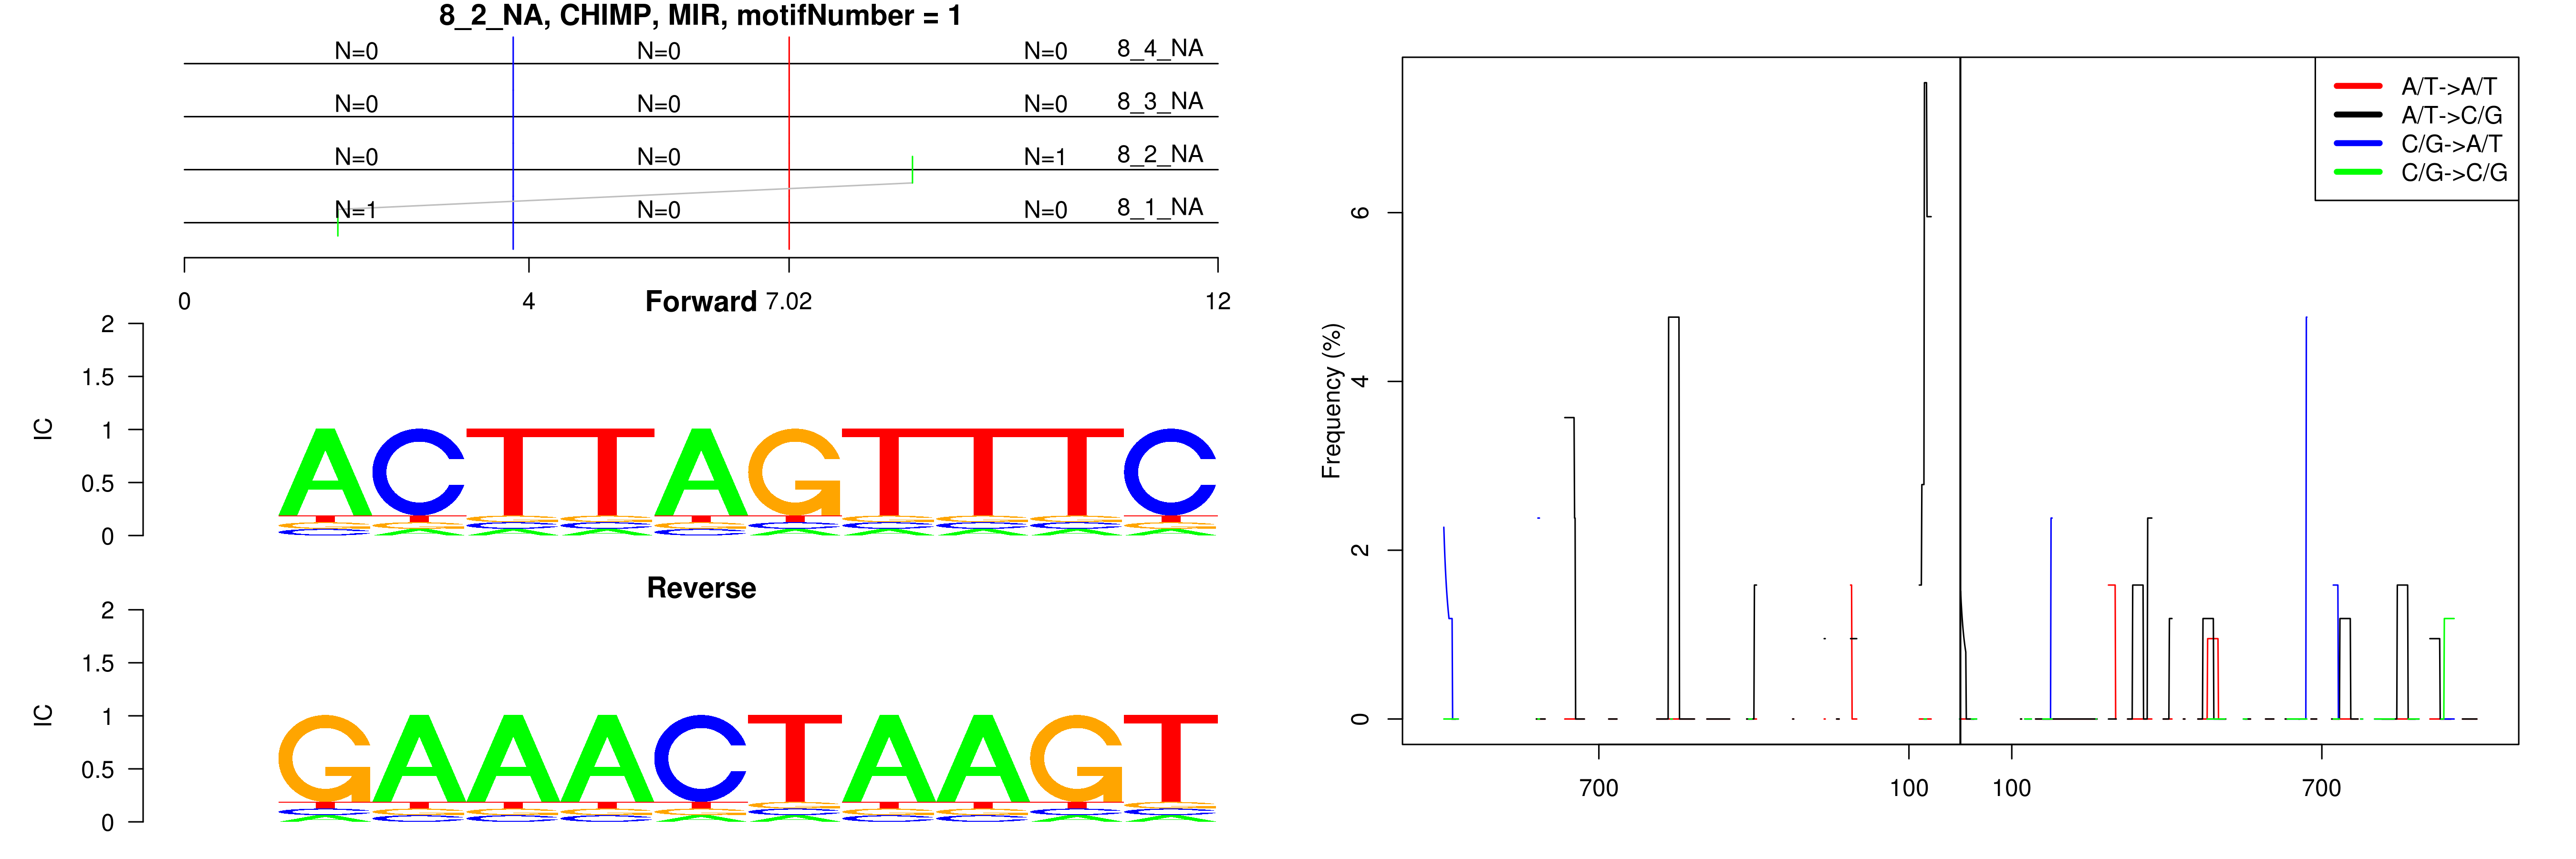 8_2_NA, CHIMP, MIR, motifNumber = 1
N=0 N=0 N=0 8_4_NA
N=0 N=0 N=0 8_3_NA
N=0 N=0 N=1 8_2_NA
N=1 N=0 N=0 8_1_NA
0 4 7.02 12
Forward
IC
2
1.5
1
0.5
0
ACTTAGTTTC
Reverse
IC
2
1.5
1
0.5
0
GAAACTAAGT
Frequency (%)
6
4
2
0
700 100 100 700
A/T->A/T
A/T->C/G
C/G->A/T
C/G->C/G